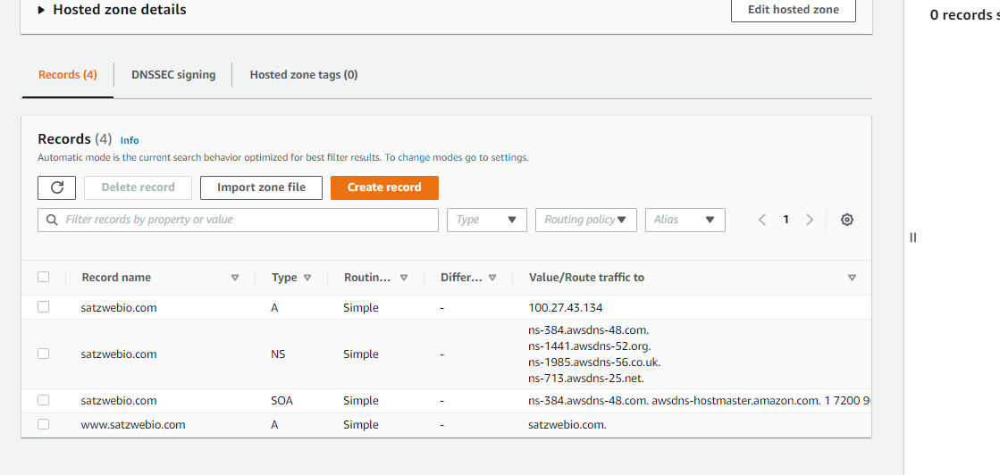 Hosted zone details
Edit hosted zone
0 records s
Records (4)
DNSSEC signing
Hosted zone tags (0)
Records (4) Info
Automatic mode is the current search behavior optimized for best filter results. To change modes go to settings.
Delete record
Import zone file
Create record
Filter records by property or value
Type
Routing policy
Alias
1
Record name Type Routin... Differ... Value/Route traffic to
satzwebio.com A Simple - 100.27.43.134
satzwebio.com NS Simple - ns-384.awsdns-48.com.
ns-1441.awsdns-52.org.
ns-1985.awsdns-56.co.uk.
ns-713.awsdns-25.net.
satzwebio.com SOA Simple - ns-384.awsdns-48.com. awsdns-hostmaster.amazon.com. 1 7200 9
www.satzwebio.com A Simple - satzwebio.com.